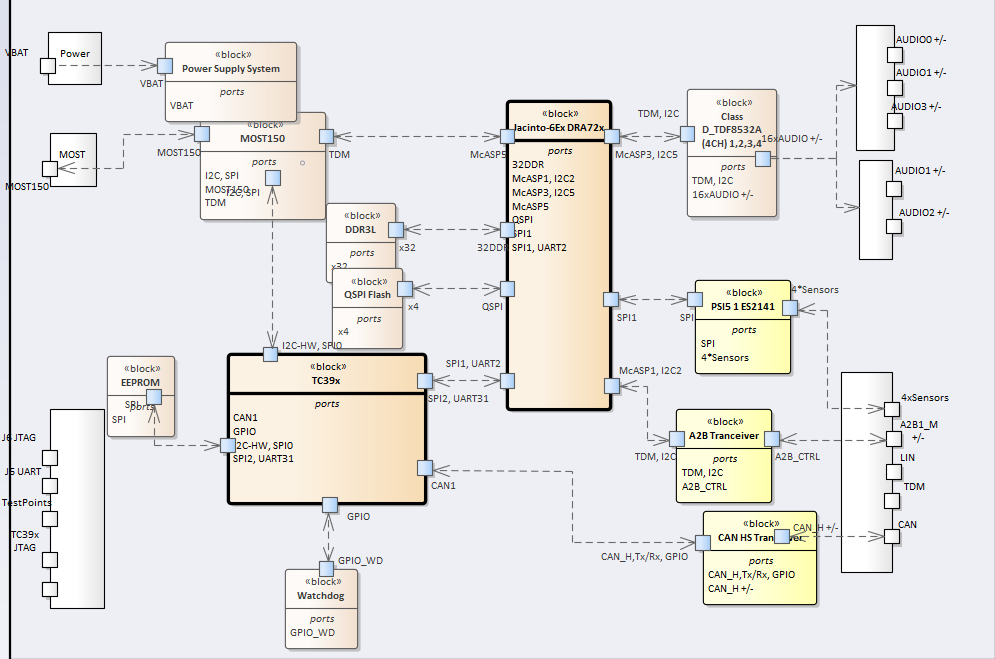 VBAT
Power
VBAT
«block»
Power Supply System
ports
VBAT
MOST
MOST150
MOST150
«block»
MOST150
ports
I2C, SPI
MOST150
TDM
I2C, SPI
TDM
«block»
DDR3L
ports
x32
x32
«block»
QSPI Flash
ports
x4
x4
McASP5
32DDR
QSPI
«block»
Jacinto-6Ex DRA72x
ports
32DDR
McASP1, I2C2
McASP3, I2C5
McASP5
QSPI
SPI1
SPI1, UART2
McASP3, I2C5
SPI1
McASP1, I2C2
SPI1, UART2
TDM, I2C
«block»
Class
D_TDF8532A
(4CH) 1,2,3,4
ports
TDM, I2C
16xAUDIO +/-
16xAUDIO +/-
AUDIO0 +/-
AUDIO1 +/-
AUDIO3 +/-
AUDIO1 +/-
AUDIO2 +/-
«block»
PSI5 1 ES2141
ports
SPI
4*Sensors
SPI
4*Sensors
«block»
A2B Tranceiver
ports
TDM, I2C
A2B_CTRL
TDM, I2C
A2B_CTRL
«block»
CAN HS Tranceiver
ports
CAN_H,Tx/Rx, GPIO
CAN_H +/-
CAN_H,Tx/Rx, GPIO
CAN_H +/-
4xSensors
A2B1_M
+/-
LIN
TDM
CAN
I2C-HW, SPI0
«block»
TC39x
ports
CAN1
GPIO
I2C-HW, SPI0
SPI2, UART31
SPI2, UART31
CAN1
GPIO
«block»
EEPROM
ports
SPI
SPI
J6 JTAG
J6 UART
TestPoints
TC39x
JTAG
GPIO_WD
«block»
Watchdog
ports
GPIO_WD